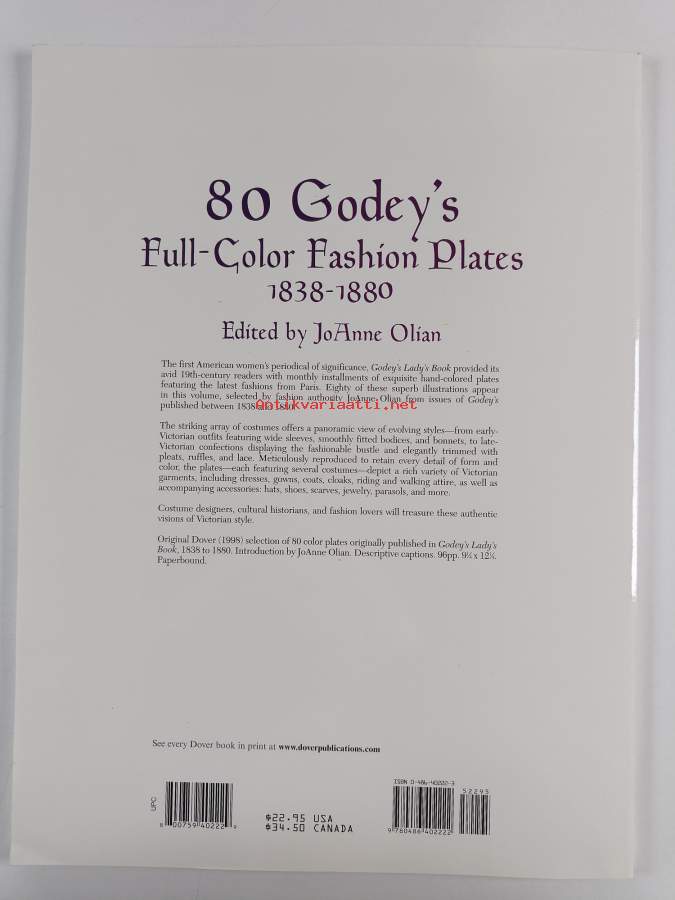 80 Godey's
Full-Color Fashion Plates
1838-1880
Edited by JoAnne Olian
The first American women's periodical of significance, Godey's Lady's Book provided its
avid 19th-century readers with monthly installments of exquisite hand-colored plates
featuring the latest fashions from Paris. Eighty of these superb illustrations appear
in this volume, selected by fashion authority JoAnne Olian from issues of Godey's
Antikvariaatti.net
published between 1838 and 1880.
The striking array of costumes offers a panoramic view of evolving styles—from early-
Victorian outfits featuring wide sleeves, smoothly fitted bodices, and bonnets, to late-
Victorian confections displaying the fashionable bustle and elegantly trimmed with
pleats, ruffles, and lace. Meticulously reproduced to retain every detail of form and
color, the plates—each featuring several costumes—depict a rich variety of Victorian
garments, including dresses, gowns, coats, cloaks, riding and walking attire, as well as
accompanying accessories: hats, shoes, scarves, jewelry, parasols, and more.
Costume designers, cultural historians, and fashion lovers will treasure these authentic
visions of Victorian style.
Original Dover (1998) selection of 80 color plates originally published in Godey's Lady's
Book, 1838 to 1880. Introduction by JoAnne Olian. Descriptive captions. 96pp. 9¼ x 12¼.
Paperbound.
See every Dover book in print at www.doverpublications.com
UPC
8 00759 40222 9
$22.95 USA
$34.50 CANADA
ISBN 0-486-40222-3
52295
9 780486 402222